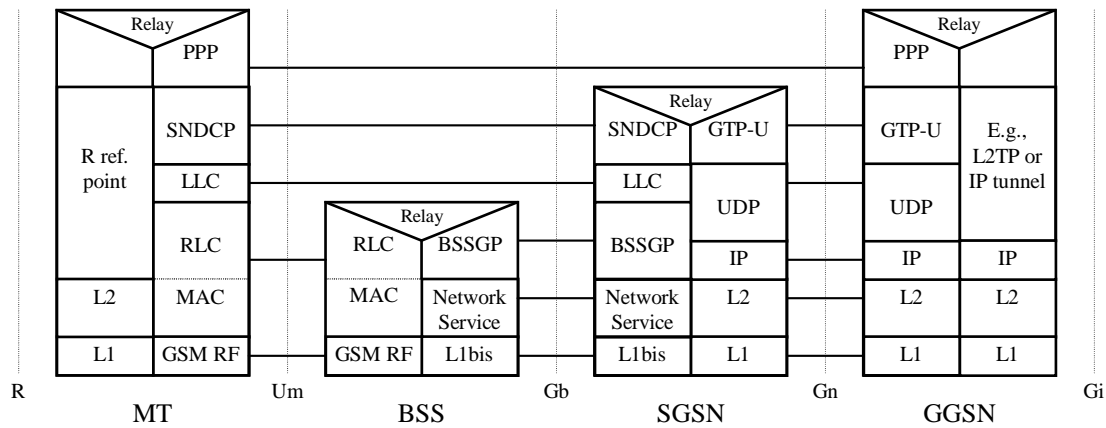 Relay
PPP
Relay
PPP
Relay
SNDCP
SNDCP
GTP-U
GTP-U
E.g.,
L2TP or
IP tunnel
R ref.
point
LLC
LLC
UDP
UDP
Relay
RLC
RLC
BSSGP
BSSGP
IP
IP
IP
L2
MAC
MAC
Network
Service
Network
Service
L2
L2
L2
L1
GSM RF
GSM RF
L1bis
L1bis
L1
L1
L1
R
Um
Gb
Gn
Gi
MT
BSS
SGSN
GGSN